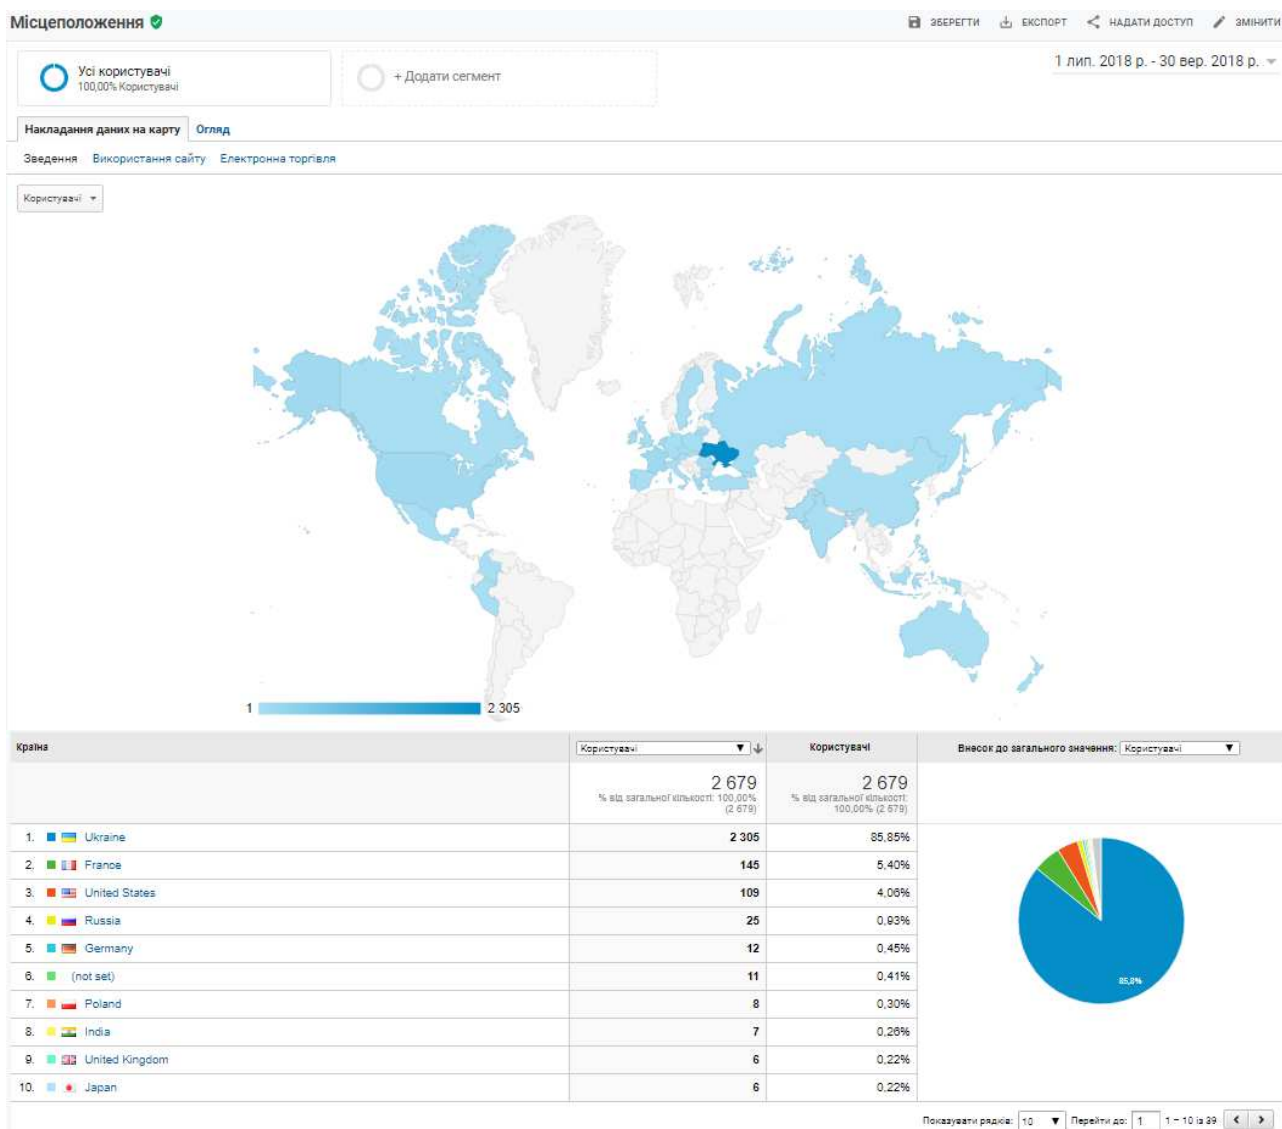 Місцеположення
ЗБЕРЕГТИ ЕКСПОРТ НАДАТИ ДОСТУП ЗМІНИТИ
Усі користувачі
100,00% Користувачі
+ Додати сегмент
1 лип. 2018 р. - 30 вер. 2018 р.
Накладання даних на карту Огляд
Зведення Використання сайту Електронна торгівля
Користувачі
1 2 305
Країна Користувачі Користувачі Внесок до загального значення: Користувачі
2 679 2 679
% від загальної кількості: 100,00% % від загальної кількості:
(2 679) 100,00% (2 679)
1. Ukraine 2 305 85,85%
2. France 145 5,40%
3. United States 109 4,06%
4. Russia 25 0,93%
5. Germany 12 0,45%
6. (not set) 11 0,41%
7. Poland 8 0,30%
8. India 7 0,26%
9. United Kingdom 6 0,22%
10. Japan 6 0,22%
85,8%
Показувати рядків: 10 Перейти до: 1 1 – 10 із 39